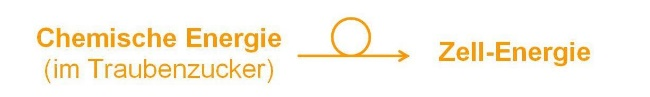 Chemische Energie
(im Traubenzucker)
Zell-Energie